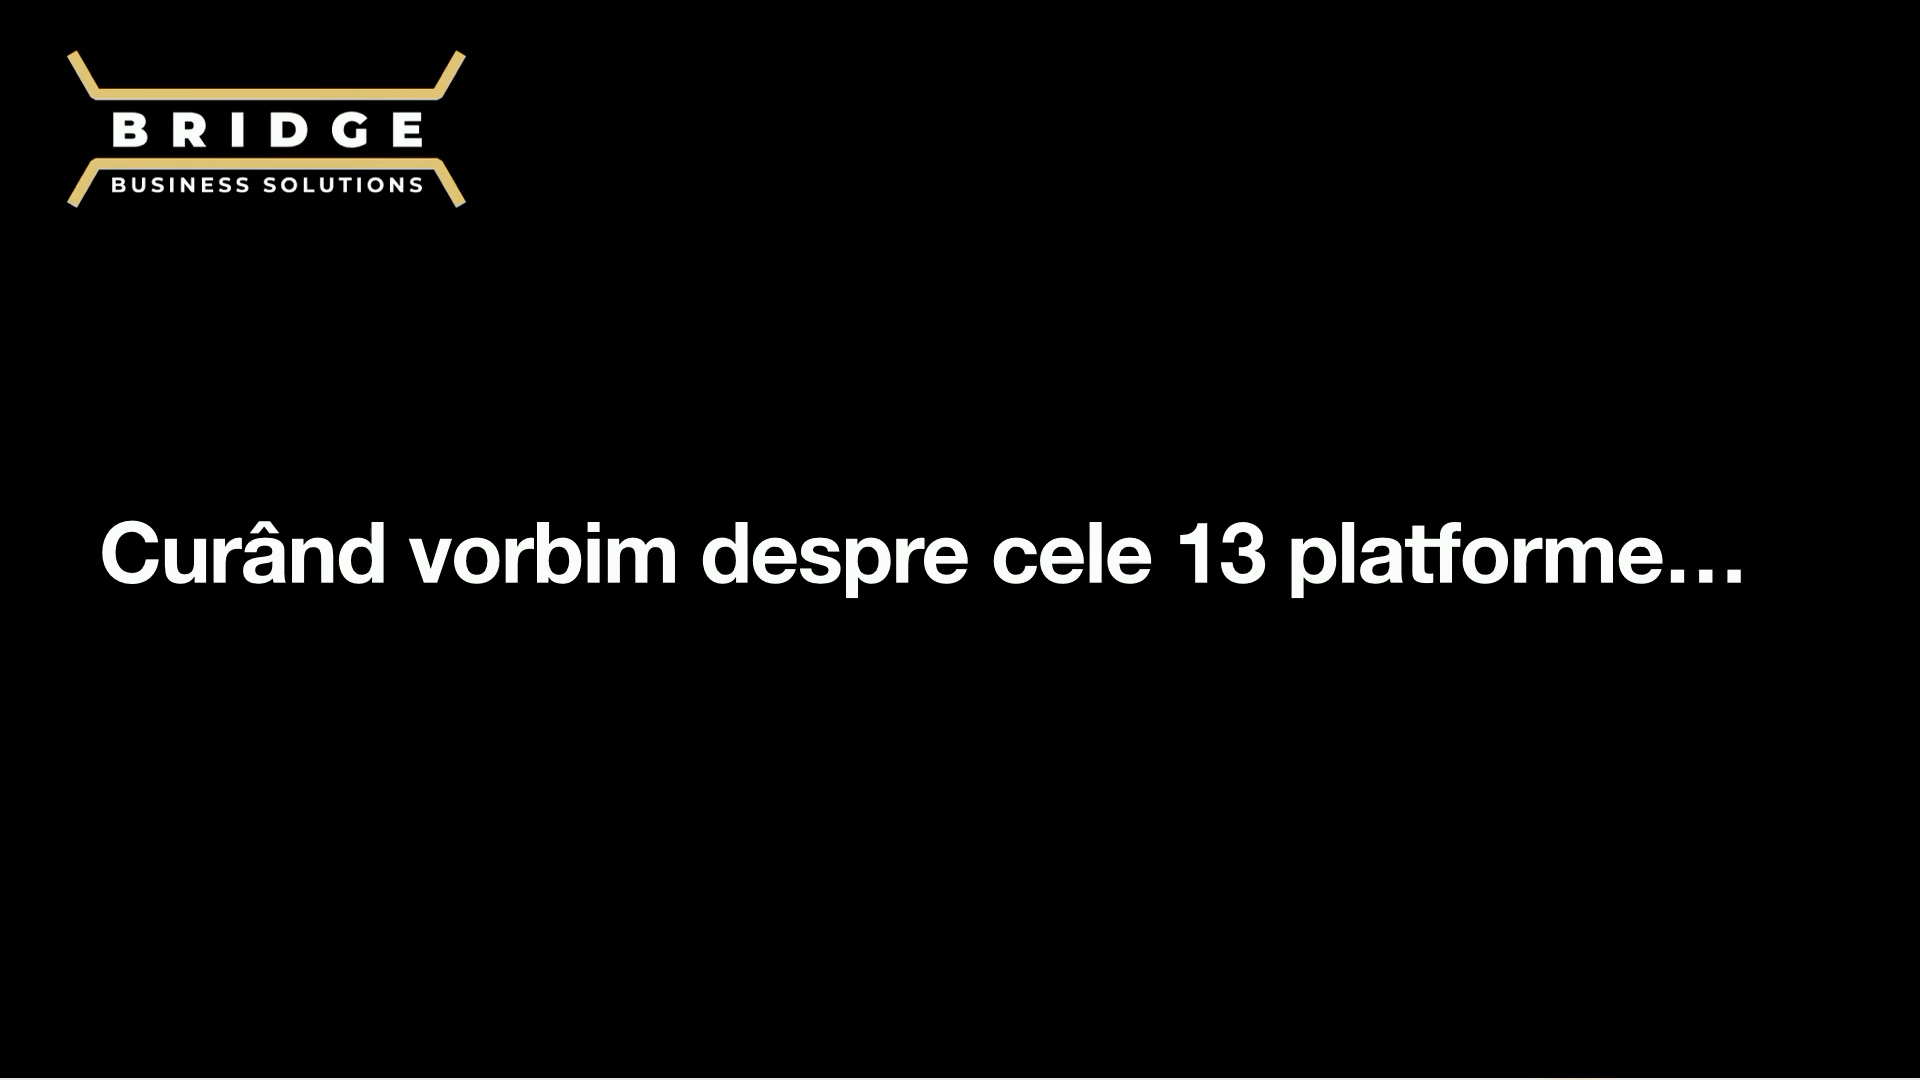 BRIDGE
BUSINESS SOLUTIONS
Curând vorbim despre cele 13 platforme…